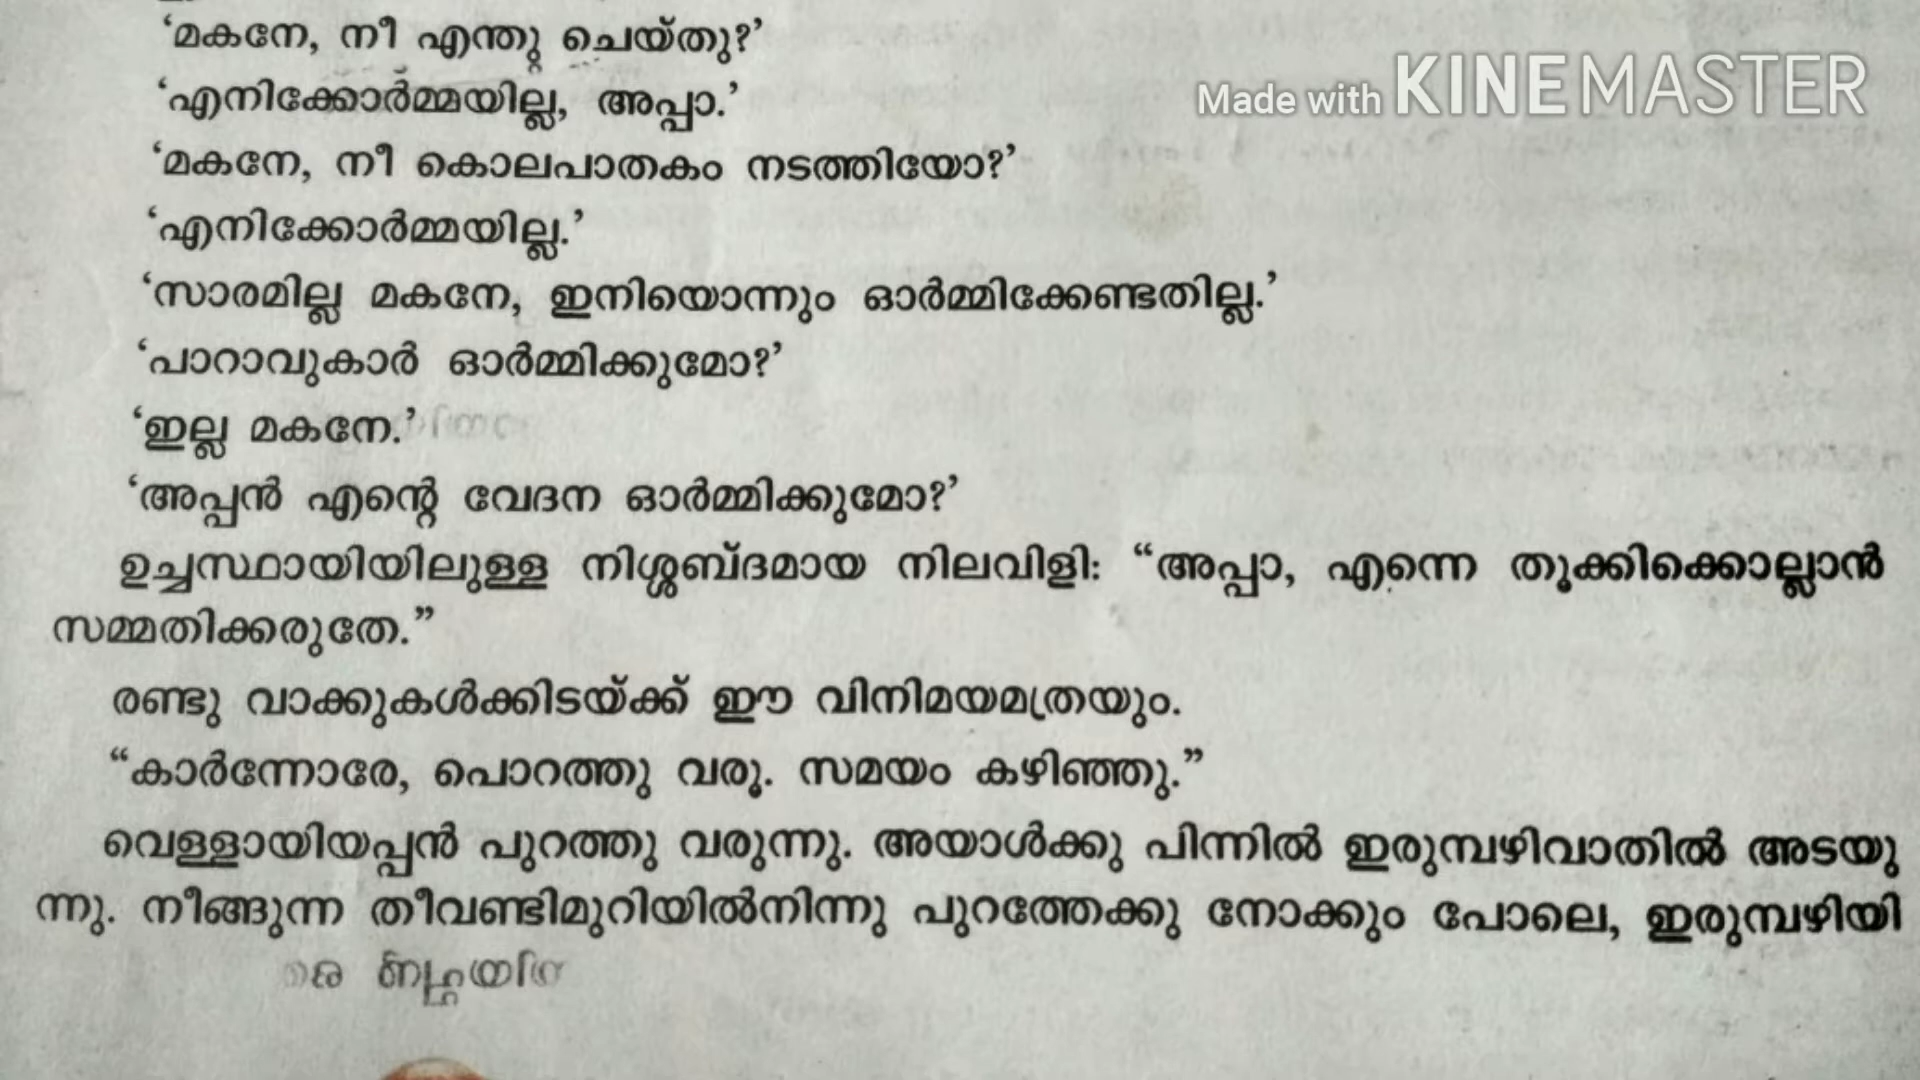 ‘മകനേ, നീ എന്തു ചെയ്തു?’
Made with KINEMASTER
‘എനിക്കോർമ്മയില്ല, അപ്പാ.’
‘മകനേ, നീ കൊലപാതകം നടത്തിയോ?’
‘എനിക്കോർമ്മയില്ല.’
‘സാരമില്ല മകനേ, ഇനിയൊന്നും ഓർമ്മിക്കേണ്ടതില്ല.’
‘പാറാവുകാർ ഓർമ്മിക്കുമോ?’
‘ഇല്ല മകനേ.’
‘അപ്പൻ എന്റെ വേദന ഓർമ്മിക്കുമോ?’
ഉച്ചസ്ഥായിയിലുള്ള നിശ്ശബ്ദമായ നിലവിളി: “അപ്പാ, എന്നെ തൂക്കിക്കൊല്ലാൻ
സമ്മതിക്കരുതേ.”
രണ്ടു വാക്കുകൾക്കിടയ്ക്ക് ഈ വിനിമയമത്രയും.
“കാർന്നോരേ, പൊറത്തു വരൂ. സമയം കഴിഞ്ഞു.”
വെള്ളായിയപ്പൻ പുറത്തു വരുന്നു. അയാൾക്കു പിന്നിൽ ഇരുമ്പഴിവാതിൽ അടയു
ന്നു. നീങ്ങുന്ന തീവണ്ടിമുറിയിൽനിന്നു പുറത്തേക്കു നോക്കും പോലെ, ഇരുമ്പഴിയി